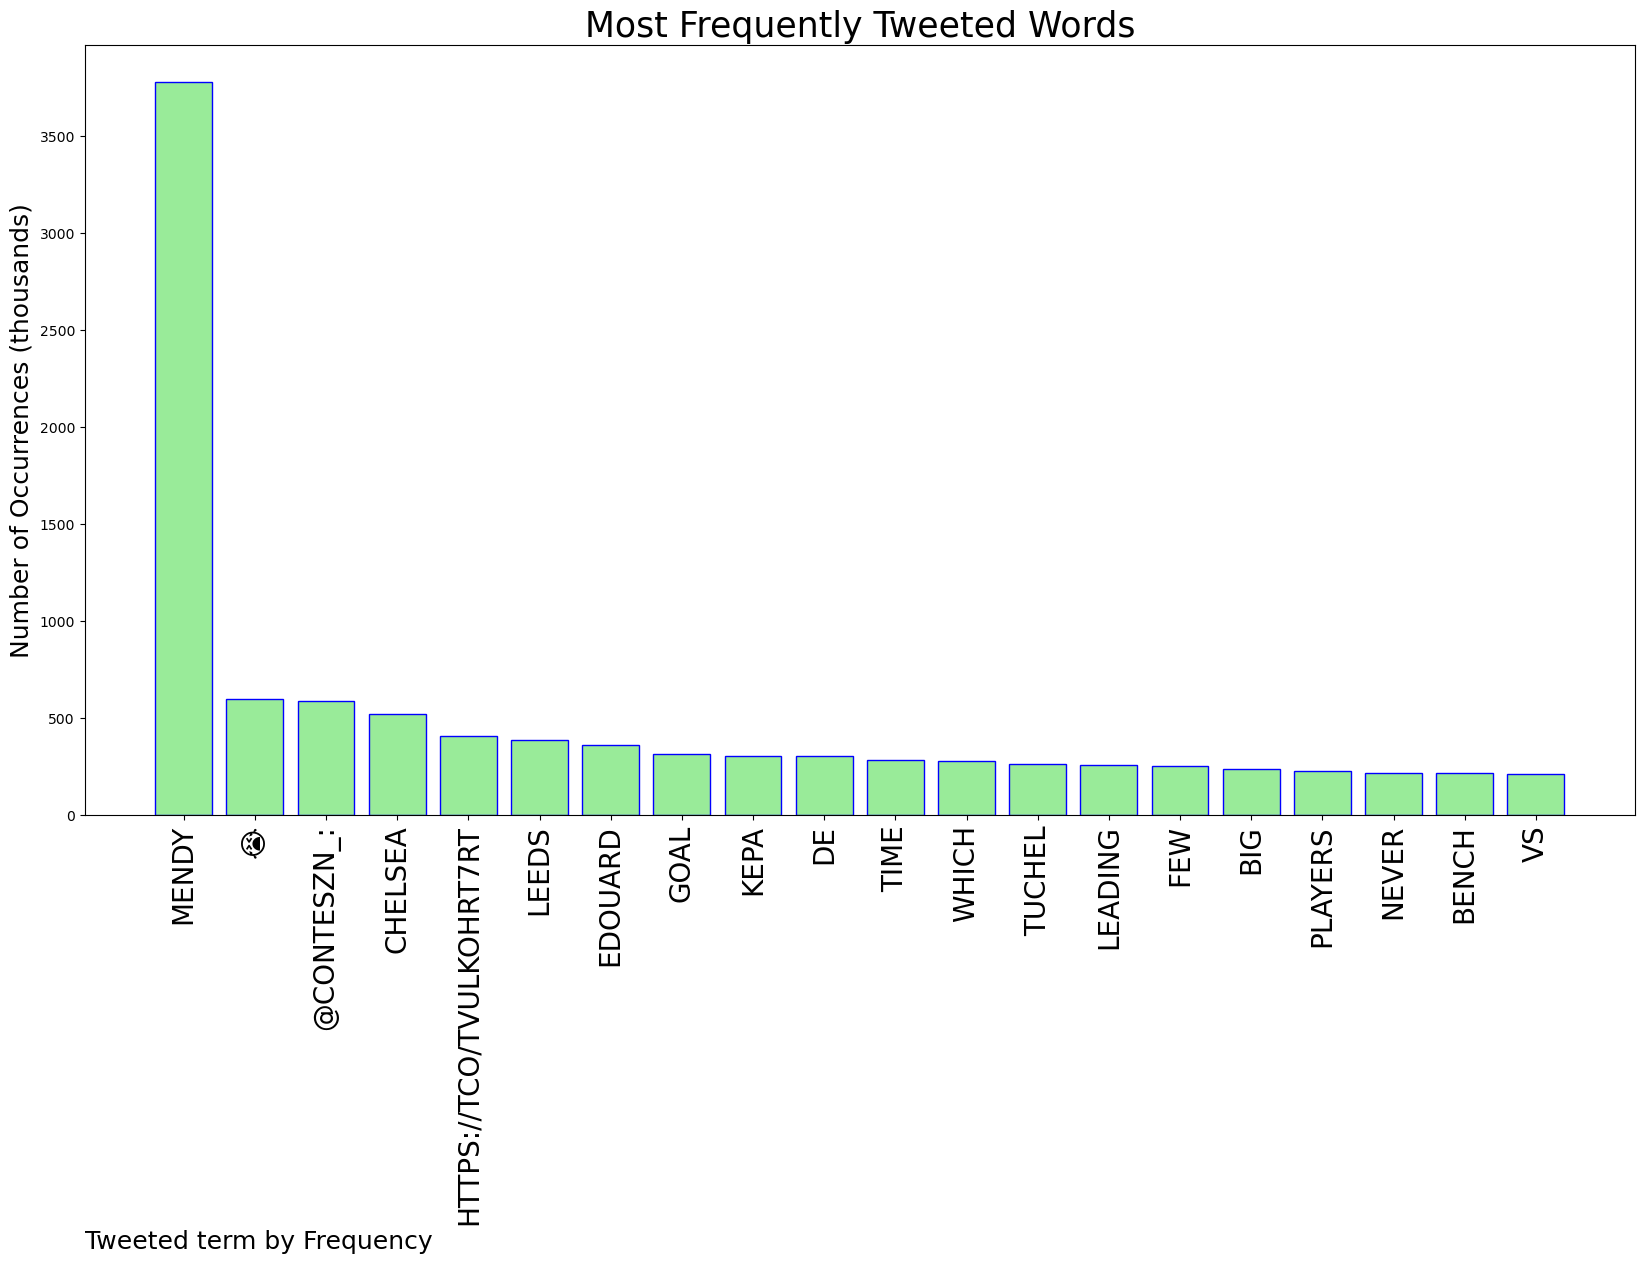 Most Frequently Tweeted Words
Number of Occurrences (thousands)
3500
3000
2500
2000
1500
1000
500
0
MENDY
😭
@CONTESZN_:
CHELSEA
HTTPS://TCO/TVULKOHRT7RT
LEEDS
EDOUARD
GOAL
KEPA
DE
TIME
WHICH
TUCHEL
LEADING
FEW
BIG
PLAYERS
NEVER
BENCH
VS
Tweeted term by Frequency